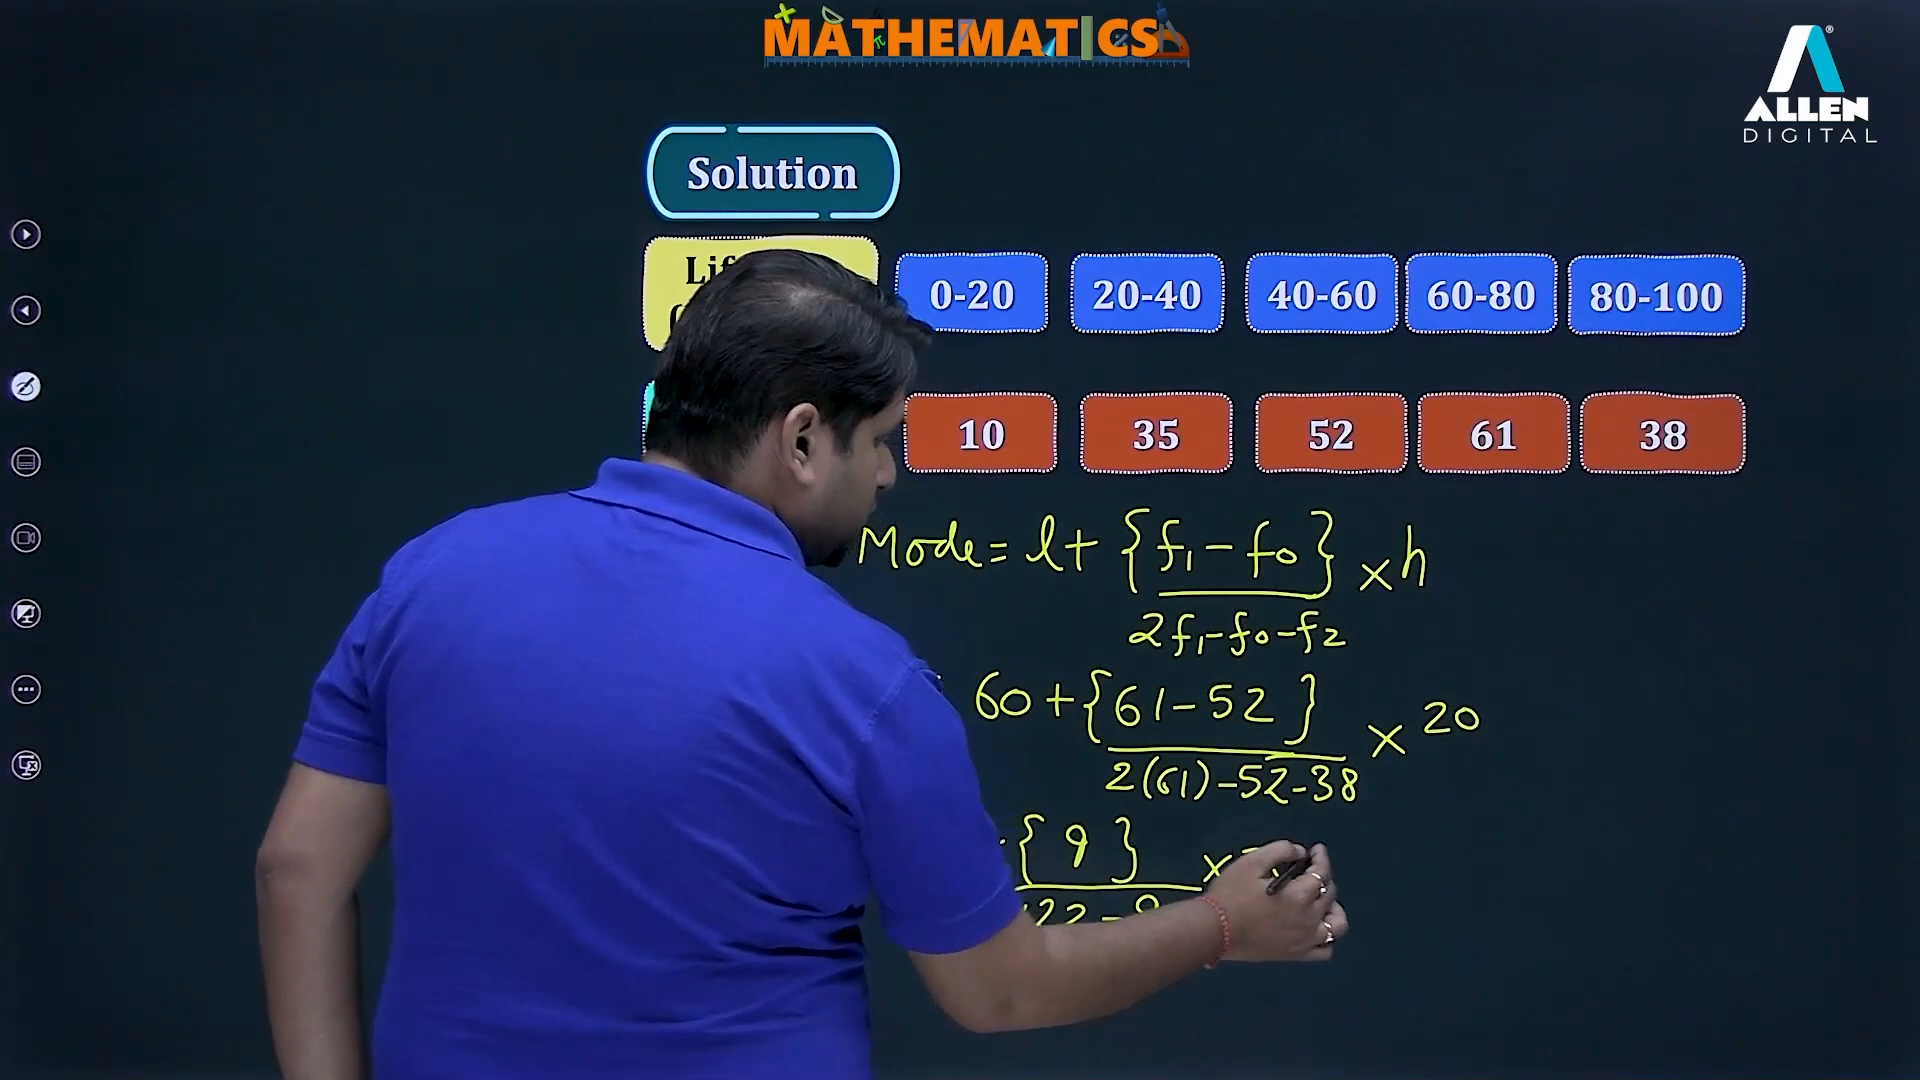 MATHEMATICS
ALLEN
DIGITAL
Solution
0-20 20-40 40-60 60-80 80-100
10 35 52 61 38
Mode = l + {f₁ - f₀} × h
2f₁ - f₀ - f₂
60 + {61 - 52} × 20
2(61) - 52 - 38
{9} ×